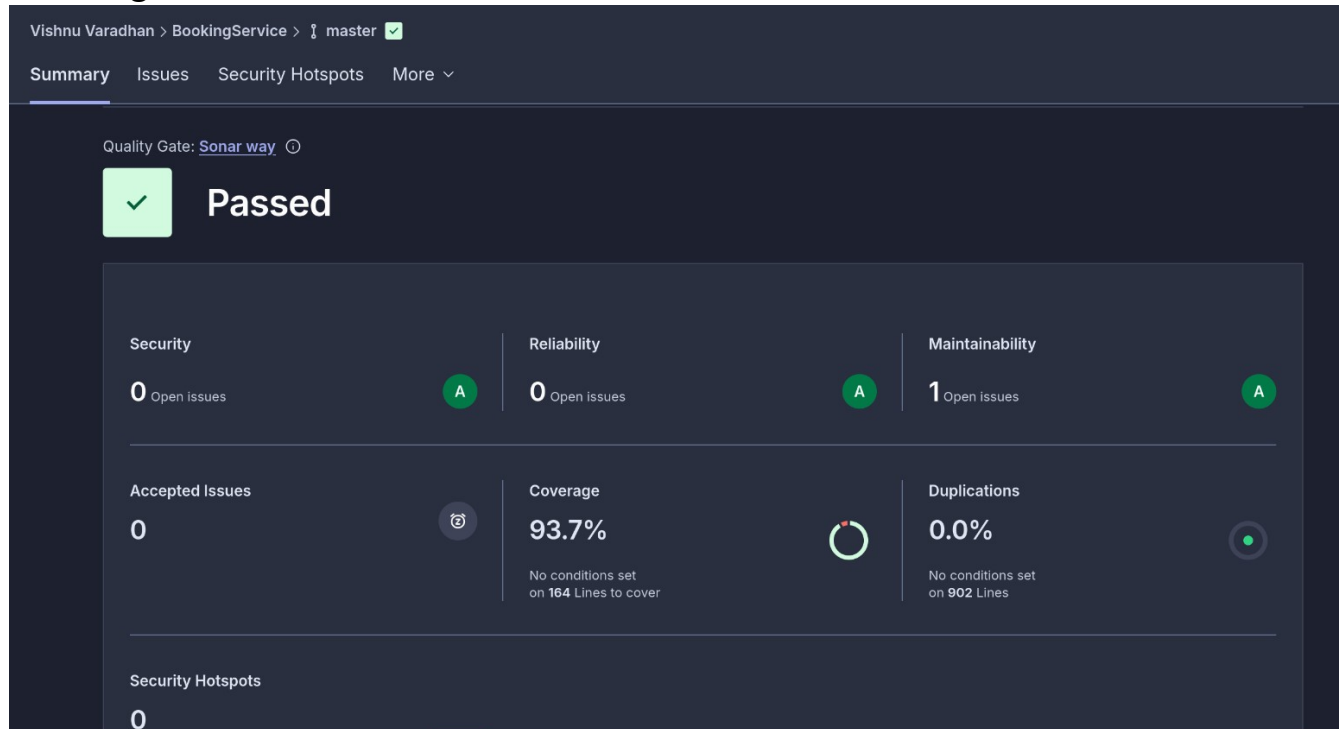 Vishnu Varadhan > BookingService > master
Summary Issues Security Hotspots More
Quality Gate: Sonar way
Passed
Security
0 Open issues A
Reliability
0 Open issues A
Maintainability
1 Open issues A
Accepted Issues
0
Coverage
93.7%
No conditions set
on 164 Lines to cover
Duplications
0.0%
No conditions set
on 902 Lines
Security Hotspots
0